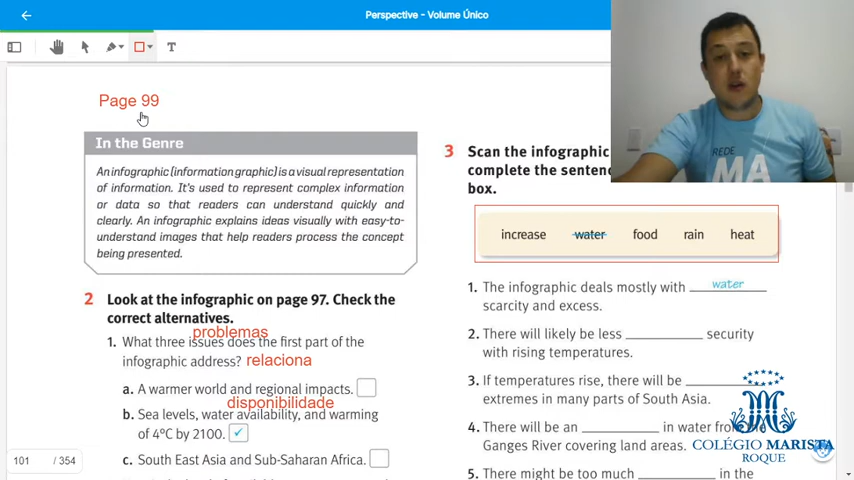 Perspective - Volume Único
T
Page 99
In the Genre
An infographic (information graphic) is a visual representation
of information. It's used to represent complex information
or data so that readers can understand quickly and
clearly. An infographic explains ideas visually with easy-to-
understand images that help readers process the concept
being presented.
2 Look at the infographic on page 97. Check the
correct alternatives.
problemas
1. What three issues does the first part of the
infographic address? relaciona
a. A warmer world and regional impacts.
disponibilidade
b. Sea levels, water availability, and warming
of 4ºC by 2100. ✓
c. South East Asia and Sub-Saharan Africa.
3 Scan the infographic
complete the senten
box.
increase water food rain heat
1. The infographic deals mostly with water
scarcity and excess.
2. There will likely be less ____ security
with rising temperatures.
3. If temperatures rise, there will be ____
extremes in many parts of South Asia.
4. There will be an ____ in water from the
Ganges River covering land areas.
5. There might be too much ____ in the
REDE
MA
COLÉGIO MARISTA
ROQUE
101 / 354